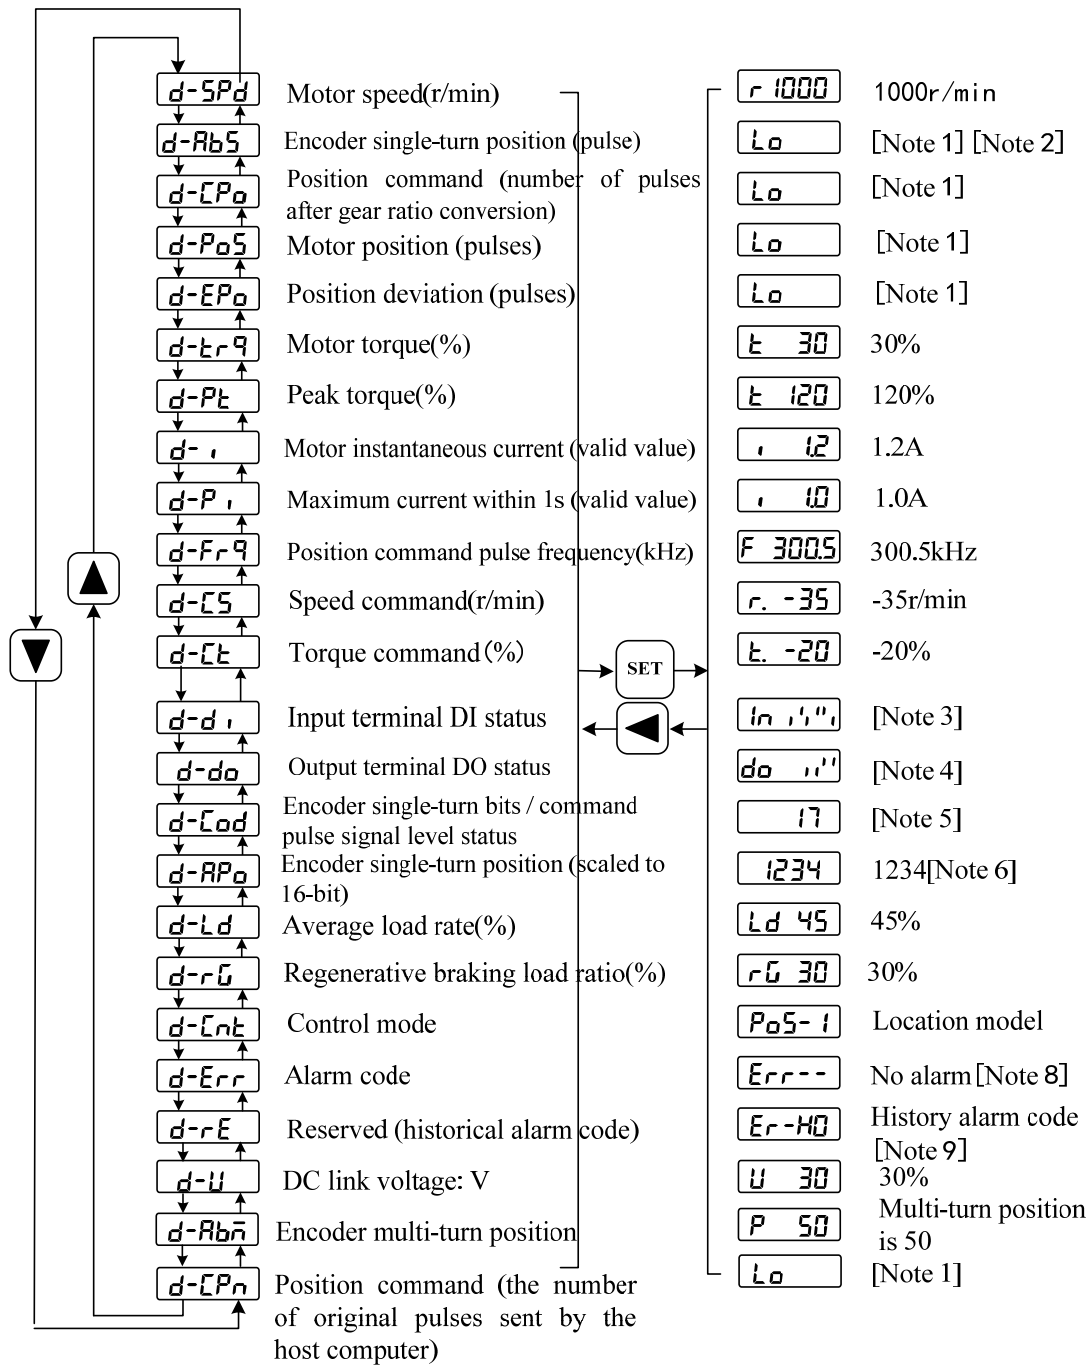 d-SPd Motor speed(r/min) r 1000 1000r/min
d-AbS Encoder single-turn position (pulse) Lo [Note 1] [Note 2]
d-CPo Position command (number of pulses
after gear ratio conversion) Lo [Note 1]
d-PoS Motor position (pulses) Lo [Note 1]
d-EPo Position deviation (pulses) Lo [Note 1]
d-trq Motor torque(%) t 30 30%
d-Pt Peak torque(%) t 120 120%
d-i Motor instantaneous current (valid value) i 1.2 1.2A
d-Pi Maximum current within 1s (valid value) i 1.0 1.0A
d-Frq Position command pulse frequency(kHz) F 300.5 300.5kHz
d-CS Speed command(r/min) r. -35 -35r/min
d-Ct Torque command(%) t. -20 -20%
SET
d-di Input terminal DI status In [Note 3]
d-do Output terminal DO status do [Note 4]
d-Cod Encoder single-turn bits / command
pulse signal level status 17 [Note 5]
d-APo Encoder single-turn position (scaled to
16-bit) 1234 1234[Note 6]
d-Ld Average load rate(%) Ld 45 45%
d-rG Regenerative braking load ratio(%) rG 30 30%
d-Cnt Control mode PoS-1 Location model
d-Err Alarm code Err-- No alarm[Note 8]
d-rE Reserved (historical alarm code) Er-H0 History alarm code
[Note 9]
d-U DC link voltage: V U 30 30%
d-Abn Encoder multi-turn position P 50 Multi-turn position
is 50
d-CPn Position command (the number Lo [Note 1]
of original pulses sent by the
host computer)